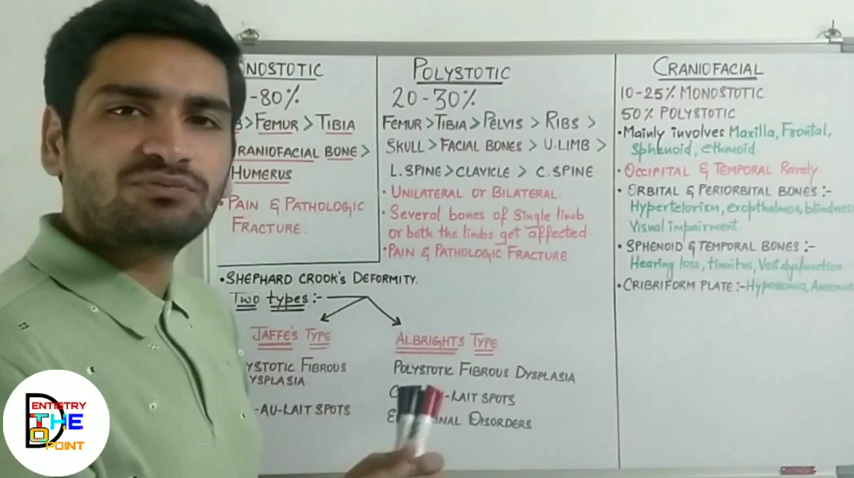 NOSTOTIC
-80%
> FEMUR > TIBIA
RANIOFACIAL BONE >
HUMERUS
• PAIN & PATHOLOGIC
FRACTURE
POLYSTOTIC
20-30%
FEMUR > TIBIA > PELVIS > RIBS >
SKULL > FACIAL BONES > U.LIMB >
L.SPINE > CLAVICLE > C.SPINE
• UNILATERAL OR BILATERAL
• Several bones of single limb
or both the limbs get affected.
• PAIN & PATHOLOGIC FRACTURE
CRANIOFACIAL
10-25% MONOSTOTIC
50% POLYSTOTIC
• Mainly involves Maxilla, Frontal,
Sphenoid, ethmoid.
• OCCIPITAL & TEMPORAL Rarely
• ORBITAL & PERIORBITAL BONES:-
Hypertelorism, exopthalmos, blindness
Visual impairment
• SPHENOID & TEMPORAL BONES:-
Hearing loss, tinnitus, Vest dysfunction
• CRIBRIFORM PLATE:- Hyposomia,
• SHEPHARD CROOK'S DEFORMITY.
Two types:-
JAFFE'S TYPE
YSTOTIC FIBROUS
YSPLASIA
-AU-LAIT SPOTS
ALBRIGHTS TYPE
POLYSTOTIC FIBROUS DYSPLASIA
-LAIT SPOTS
DISORDERS
DENTISTRY
THE
TO POINT